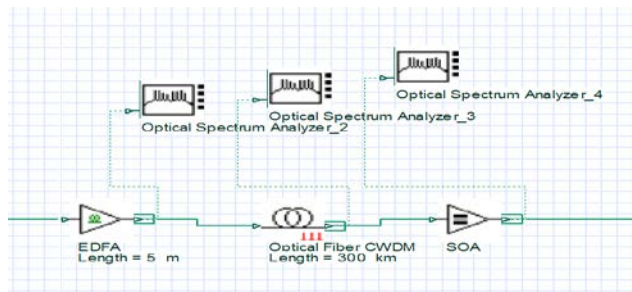 Optical Spectrum Analyzer_4
Optical Spectrum Analyzer_3
Optical Spectrum Analyzer_2
EDFA
Length = 5 m
Optical Fiber CWDM
Length = 300 km
SOA